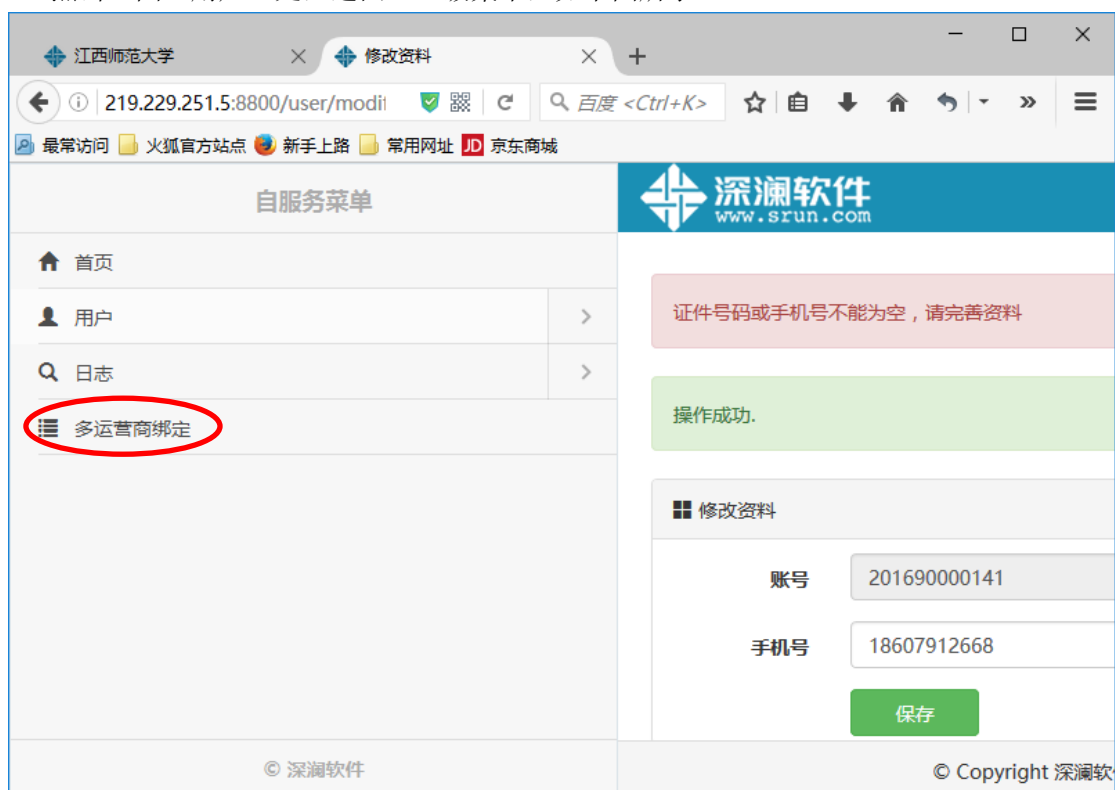 江西师范大学
修改资料
219.229.251.5:8800/user/modif
百度 <Ctrl+K>
最常访问 火狐官方站点 新手上路 常用网址 JD 京东商城
自服务菜单
首页
用户
日志
多运营商绑定
© 深澜软件
深澜软件
www.srun.com
证件号码或手机号不能为空，请完善资料
操作成功.
修改资料
账号 201690000141
手机号 18607912668
保存
© Copyright 深澜软